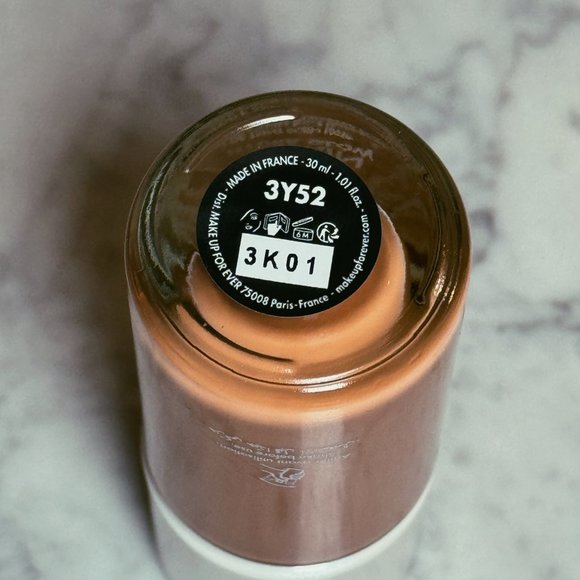 Dist. MAKE UP FOR EVER 75008 Paris-France - makeupforever.com
- MADE IN FRANCE - 30 ml - 1.01 fl.oz. -
3Y52
6M
3K01